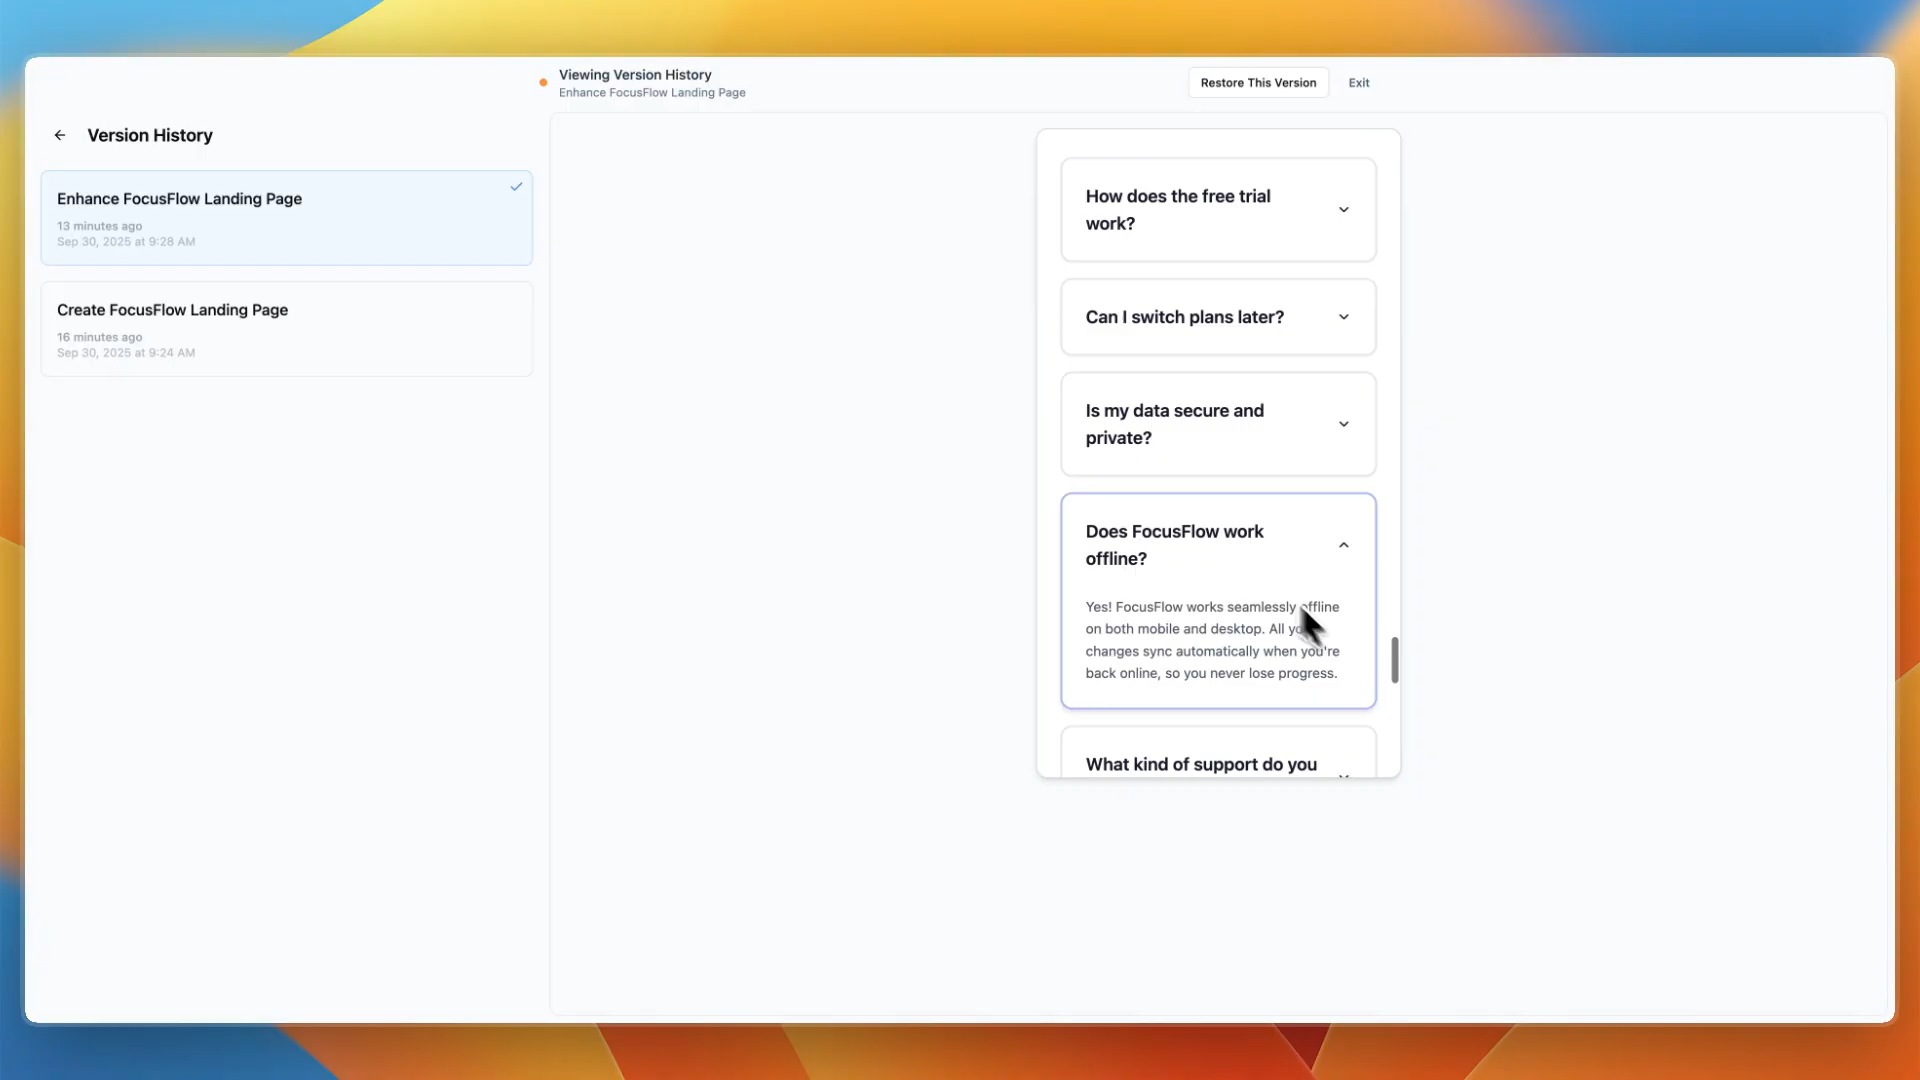 Viewing Version History
Enhance FocusFlow Landing Page
Restore This Version
Exit
Version History
Enhance FocusFlow Landing Page
13 minutes ago
Sep 30, 2025 at 9:28 AM
Create FocusFlow Landing Page
16 minutes ago
Sep 30, 2025 at 9:24 AM
How does the free trial
work?
Can I switch plans later?
Is my data secure and
private?
Does FocusFlow work
offline?
Yes! FocusFlow works seamlessly offline
on both mobile and desktop. All
changes sync automatically when you're
back online, so you never lose progress.
What kind of support do you